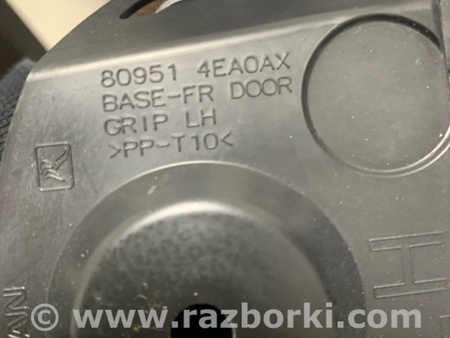 80951 4EA0AX
BASE-FR DOOR
GRIP LH
>PP-T10<
www.razborki.com